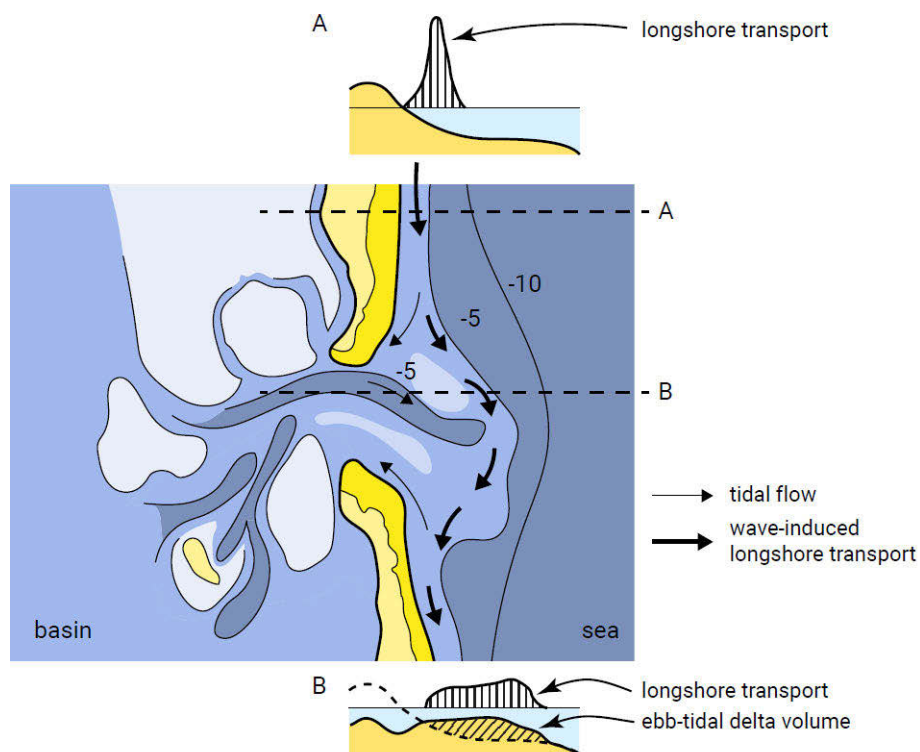 A
longshore transport
A
-10
-5
-5
B
tidal flow
wave-induced
longshore transport
basin
sea
B
longshore transport
ebb-tidal delta volume